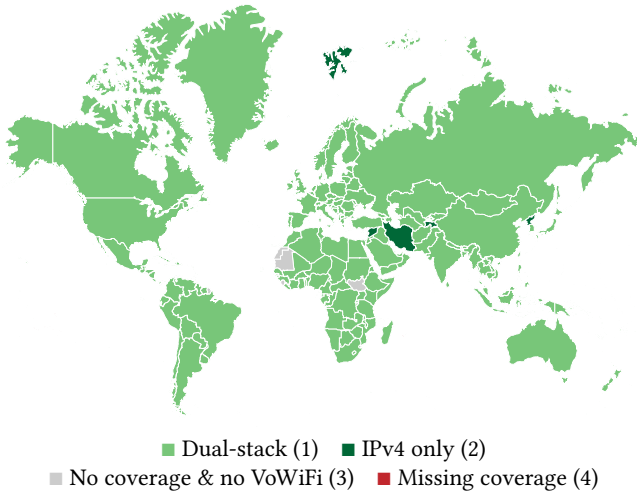 Dual-stack (1) IPv4 only (2)
No coverage & no VoWiFi (3) Missing coverage (4)